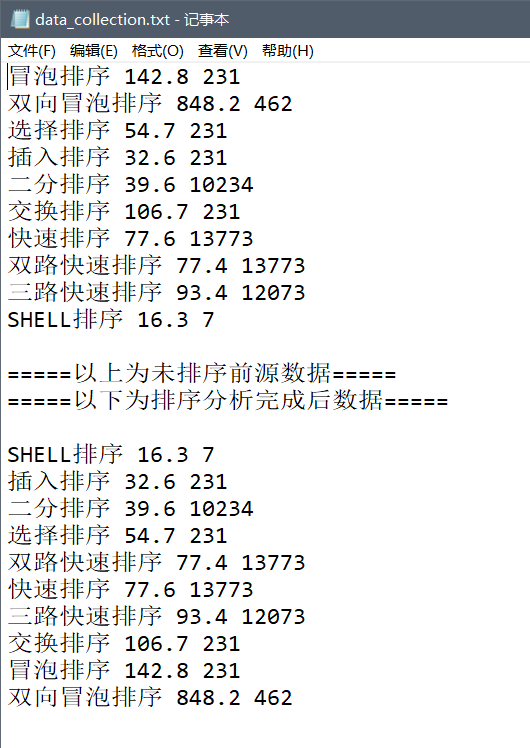 data_collection.txt - 记事本
文件(F) 编辑(E) 格式(O) 查看(V) 帮助(H)
冒泡排序 142.8 231
双向冒泡排序 848.2 462
选择排序 54.7 231
插入排序 32.6 231
二分排序 39.6 10234
交换排序 106.7 231
快速排序 77.6 13773
双路快速排序 77.4 13773
三路快速排序 93.4 12073
SHELL排序 16.3 7
=====以上为未排序前源数据=====
=====以下为排序分析完成后数据=====
SHELL排序 16.3 7
插入排序 32.6 231
二分排序 39.6 10234
选择排序 54.7 231
双路快速排序 77.4 13773
快速排序 77.6 13773
三路快速排序 93.4 12073
交换排序 106.7 231
冒泡排序 142.8 231
双向冒泡排序 848.2 462